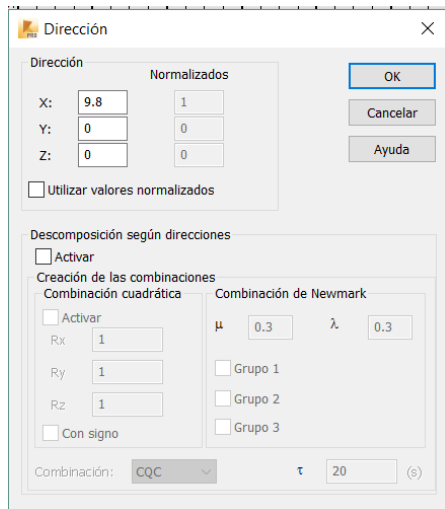 PRO
Dirección
Dirección
Normalizados
OK
X: 9.8 1
Cancelar
Y: 0 0
Z: 0 0
Ayuda
Utilizar valores normalizados
Descomposición según direcciones
Activar
Creación de las combinaciones
Combinación cuadrática
Activar
Rx 1
Ry 1
Rz 1
Con signo
Combinación de Newmark
μ 0.3 λ 0.3
Grupo 1
Grupo 2
Grupo 3
Combinación: CQC τ 20 (s)